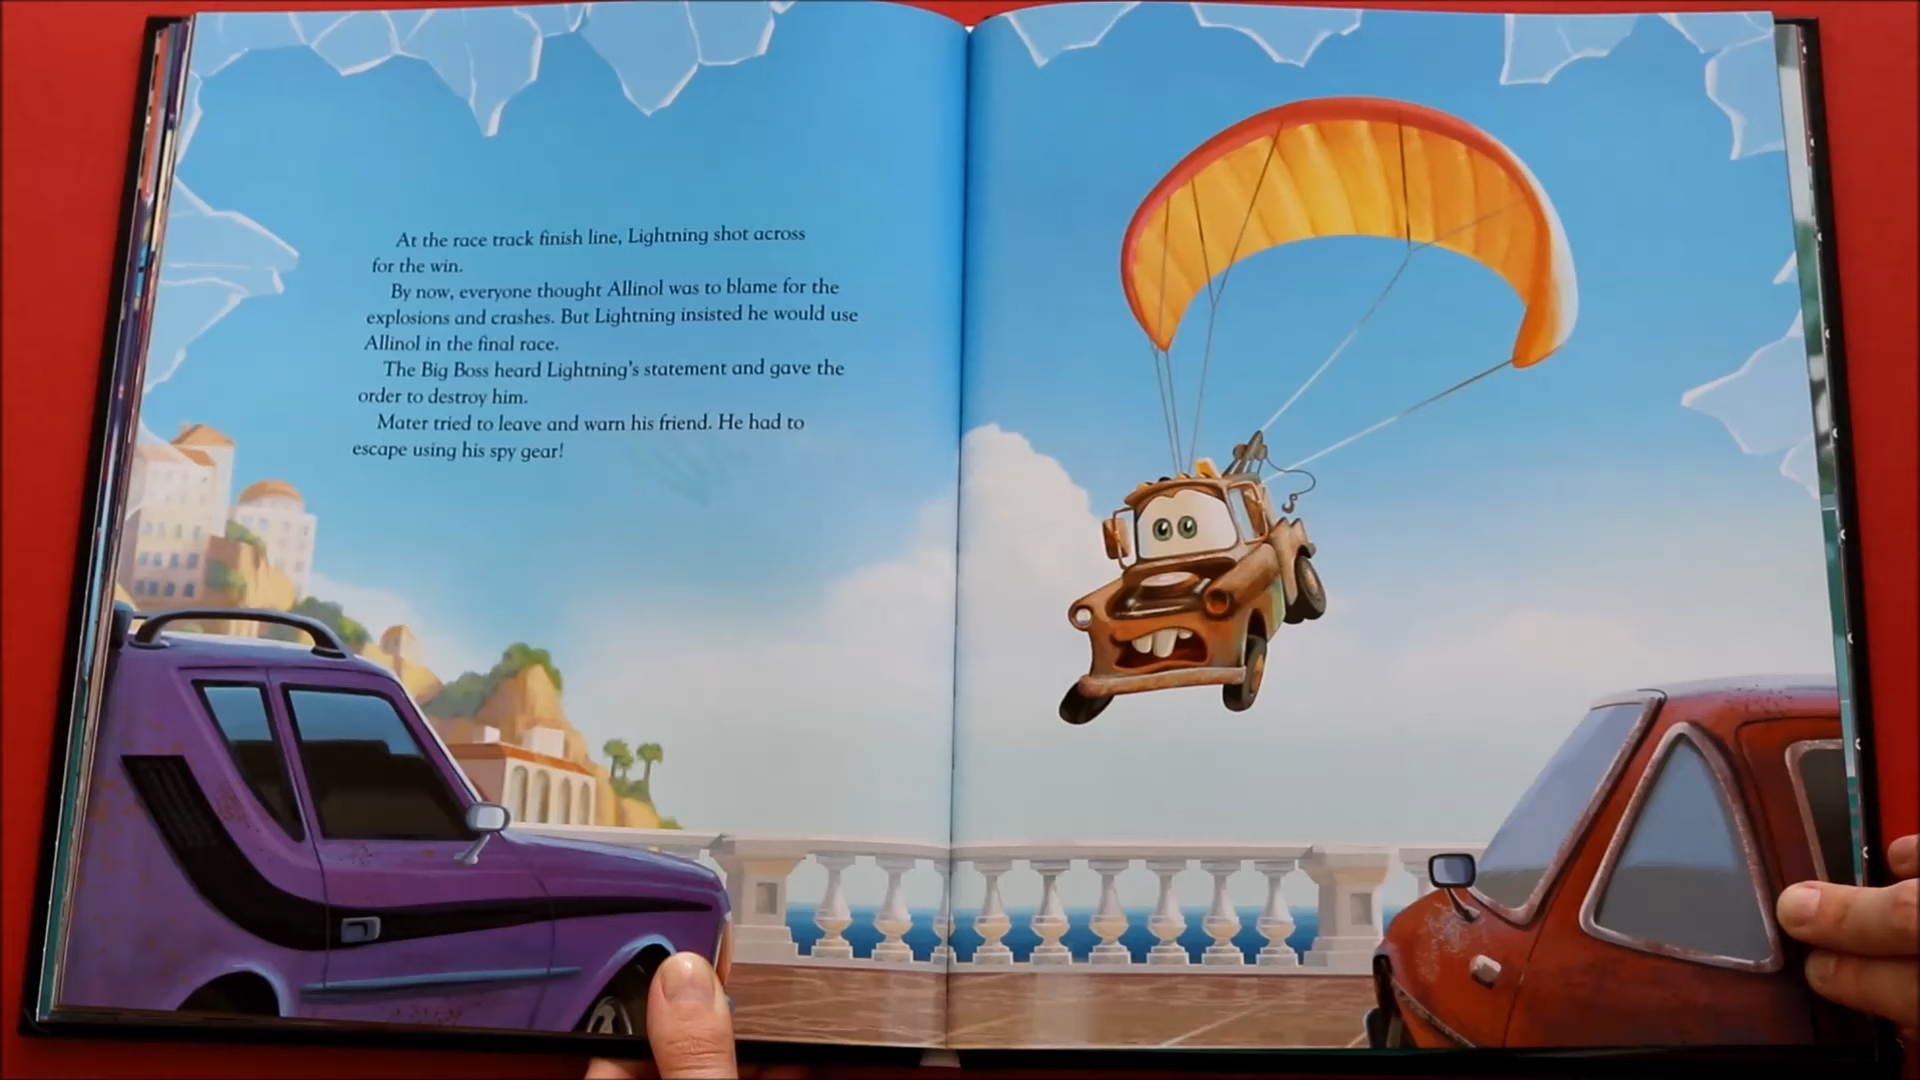 At the race track finish line, Lightning shot across
for the win.
By now, everyone thought Allinol was to blame for the
explosions and crashes. But Lightning insisted he would use
Allinol in the final race.
The Big Boss heard Lightning's statement and gave the
order to destroy him.
Mater tried to leave and warn his friend. He had to
escape using his spy gear!